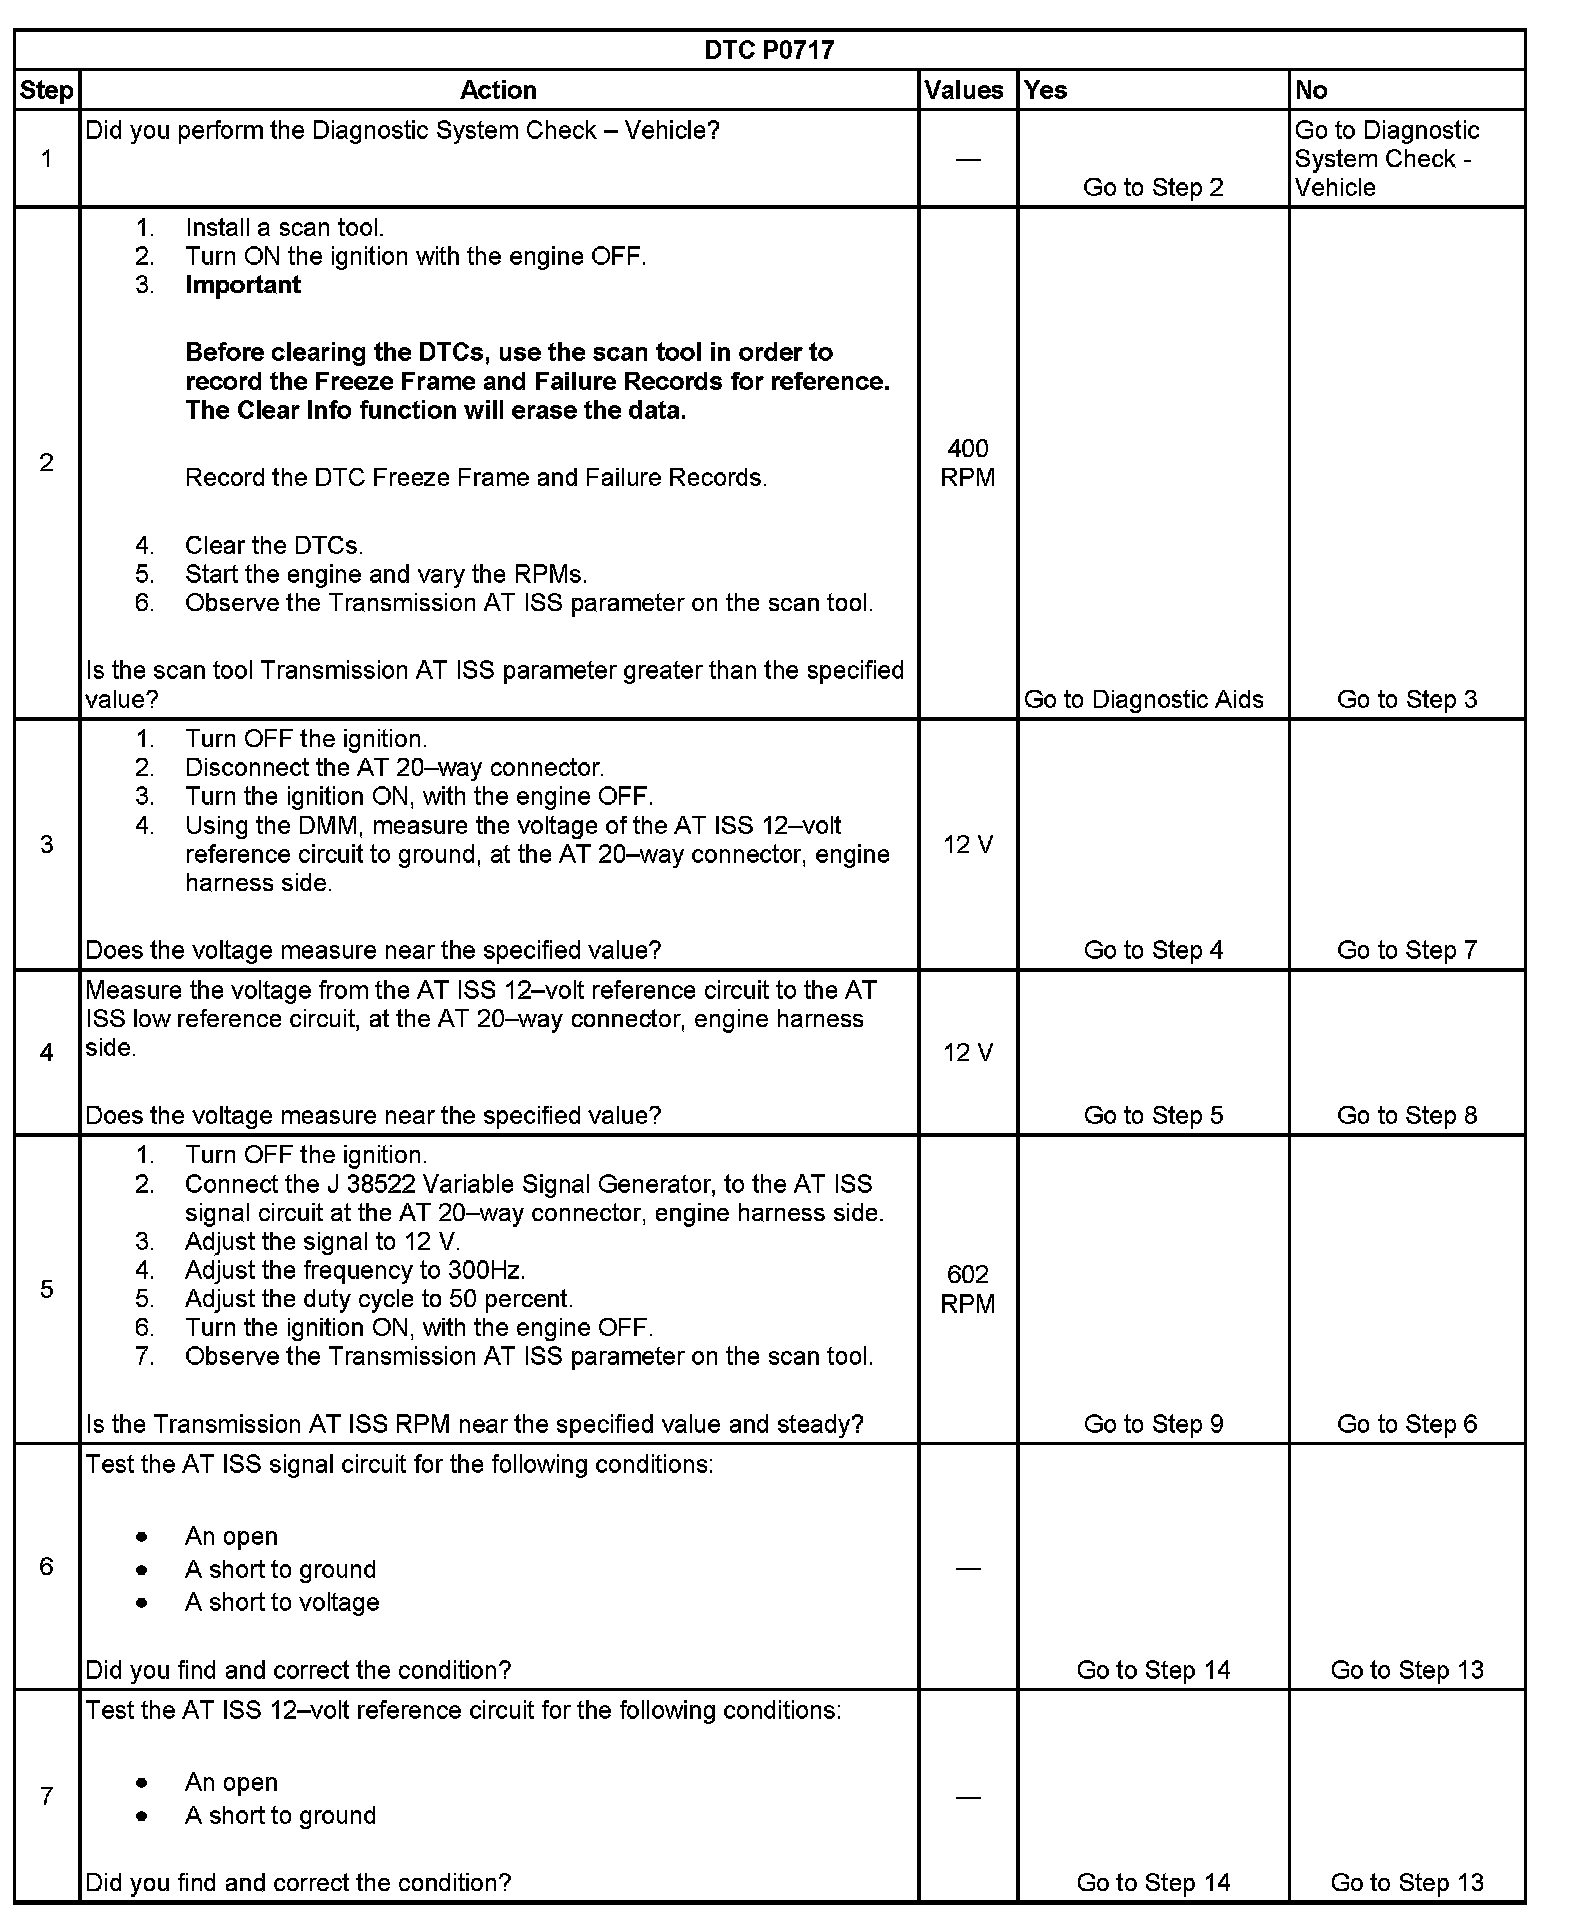 DTC P0717
Step Action Values Yes No
1
Did you perform the Diagnostic System Check – Vehicle?
—
Go to Step 2
Go to Diagnostic
System Check -
Vehicle
2
1. Install a scan tool.
2. Turn ON the ignition with the engine OFF.
3. Important
Before clearing the DTCs, use the scan tool in order to
record the Freeze Frame and Failure Records for reference.
The Clear Info function will erase the data.
Record the DTC Freeze Frame and Failure Records.
4. Clear the DTCs.
5. Start the engine and vary the RPMs.
6. Observe the Transmission AT ISS parameter on the scan tool.
Is the scan tool Transmission AT ISS parameter greater than the specified
value?
400
RPM
Go to Diagnostic Aids
Go to Step 3
3
1. Turn OFF the ignition.
2. Disconnect the AT 20–way connector.
3. Turn the ignition ON, with the engine OFF.
4. Using the DMM, measure the voltage of the AT ISS 12–volt
reference circuit to ground, at the AT 20–way connector, engine
harness side.
Does the voltage measure near the specified value?
12 V
Go to Step 4
Go to Step 7
4
Measure the voltage from the AT ISS 12–volt reference circuit to the AT
ISS low reference circuit, at the AT 20–way connector, engine harness
side.
Does the voltage measure near the specified value?
12 V
Go to Step 5
Go to Step 8
5
1. Turn OFF the ignition.
2. Connect the J 38522 Variable Signal Generator, to the AT ISS
signal circuit at the AT 20–way connector, engine harness side.
3. Adjust the signal to 12 V.
4. Adjust the frequency to 300Hz.
5. Adjust the duty cycle to 50 percent.
6. Turn the ignition ON, with the engine OFF.
7. Observe the Transmission AT ISS parameter on the scan tool.
Is the Transmission AT ISS RPM near the specified value and steady?
602
RPM
Go to Step 9
Go to Step 6
6
Test the AT ISS signal circuit for the following conditions:
● An open
● A short to ground
● A short to voltage
Did you find and correct the condition?
—
Go to Step 14
Go to Step 13
7
Test the AT ISS 12–volt reference circuit for the following conditions:
● An open
● A short to ground
Did you find and correct the condition?
—
Go to Step 14
Go to Step 13